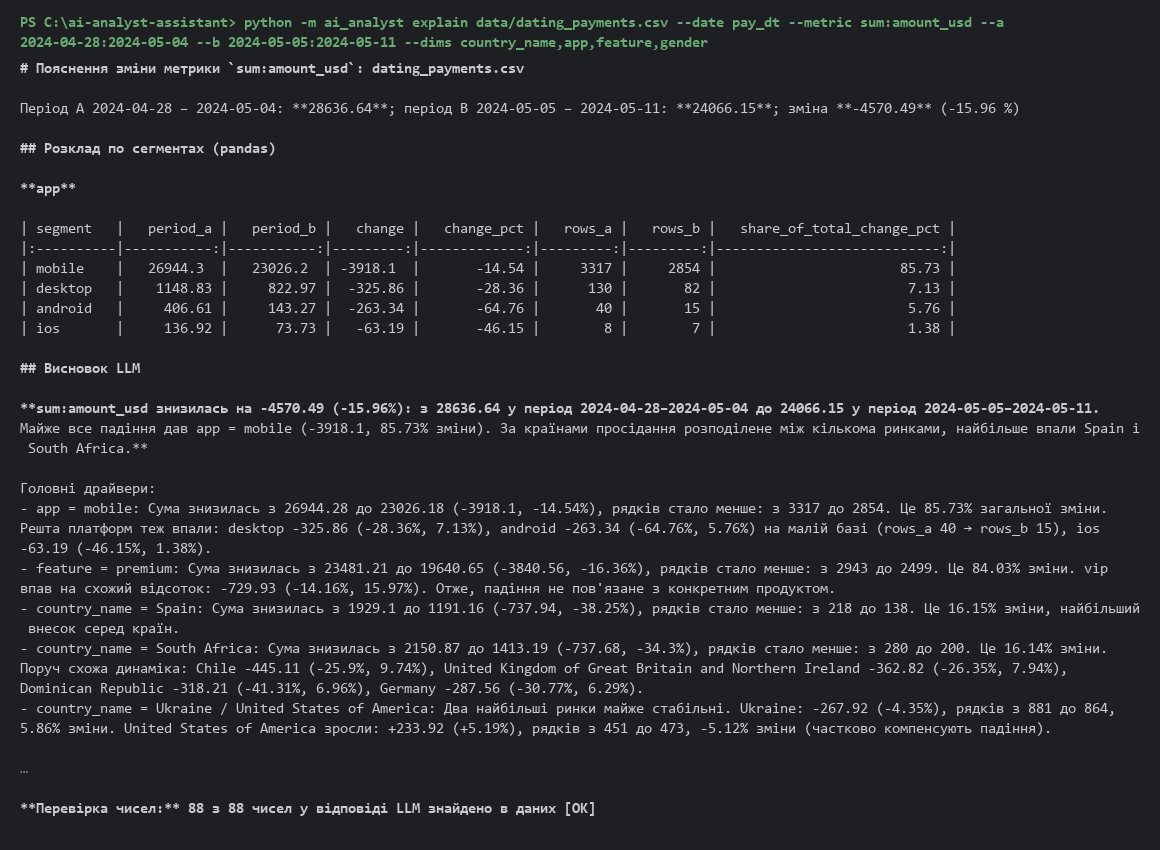 PS C:\ai-analyst-assistant> python -m ai_analyst explain data/dating_payments.csv --date pay_dt --metric sum:amount_usd --a
2024-04-28:2024-05-04 --b 2024-05-05:2024-05-11 --dims country_name,app,feature,gender
# Пояснення зміни метрики `sum:amount_usd`: dating_payments.csv
Період A 2024-04-28 – 2024-05-04: **28636.64**; період B 2024-05-05 – 2024-05-11: **24066.15**; зміна **-4570.49** (-15.96 %)
## Розклад по сегментах (pandas)
**app**
| segment   |   period_a |   period_b |   change |   change_pct |   rows_a |   rows_b |   share_of_total_change_pct |
|:----------|-----------:|-----------:|---------:|-------------:|---------:|---------:|----------------------------:|
| mobile    |   26944.3  |   23026.2  | -3918.1  |       -14.54 |     3317 |     2854 |                       85.73 |
| desktop   |    1148.83 |     822.97 |  -325.86 |       -28.36 |      130 |       82 |                        7.13 |
| android   |     406.61 |     143.27 |  -263.34 |       -64.76 |       40 |       15 |                        5.76 |
| ios       |     136.92 |      73.73 |   -63.19 |       -46.15 |        8 |        7 |                        1.38 |
## Висновок LLM
**sum:amount_usd знизилась на -4570.49 (-15.96%): з 28636.64 у період 2024-04-28–2024-05-04 до 24066.15 у період 2024-05-05–2024-05-11.
Майже все падіння дав app = mobile (-3918.1, 85.73% зміни). За країнами просідання розподілене між кількома ринками, найбільше впали Spain і
South Africa.**
Головні драйвери:
- app = mobile: Сума знизилась з 26944.28 до 23026.18 (-3918.1, -14.54%), рядків стало менше: з 3317 до 2854. Це 85.73% загальної зміни.
Решта платформ теж впали: desktop -325.86 (-28.36%, 7.13%), android -263.34 (-64.76%, 5.76%) на малій базі (rows_a 40 → rows_b 15), ios
-63.19 (-46.15%, 1.38%).
- feature = premium: Сума знизилась з 23481.21 до 19640.65 (-3840.56, -16.36%), рядків стало менше: з 2943 до 2499. Це 84.03% зміни. vip
впав на схожий відсоток: -729.93 (-14.16%, 15.97%). Отже, падіння не пов'язане з конкретним продуктом.
- country_name = Spain: Сума знизилась з 1929.1 до 1191.16 (-737.94, -38.25%), рядків стало менше: з 218 до 138. Це 16.15% зміни, найбільший
внесок серед країн.
- country_name = South Africa: Сума знизилась з 2150.87 до 1413.19 (-737.68, -34.3%), рядків стало менше: з 280 до 200. Це 16.14% зміни.
Поруч схожа динаміка: Chile -445.11 (-25.9%, 9.74%), United Kingdom of Great Britain and Northern Ireland -362.82 (-26.35%, 7.94%),
Dominican Republic -318.21 (-41.31%, 6.96%), Germany -287.56 (-30.77%, 6.29%).
- country_name = Ukraine / United States of America: Два найбільші ринки майже стабільні. Ukraine: -267.92 (-4.35%), рядків з 881 до 864,
5.86% зміни. United States of America зросли: +233.92 (+5.19%), рядків з 451 до 473, -5.12% зміни (частково компенсують падіння).
…
**Перевірка чисел:** 88 з 88 чисел у відповіді LLM знайдено в даних [OK]